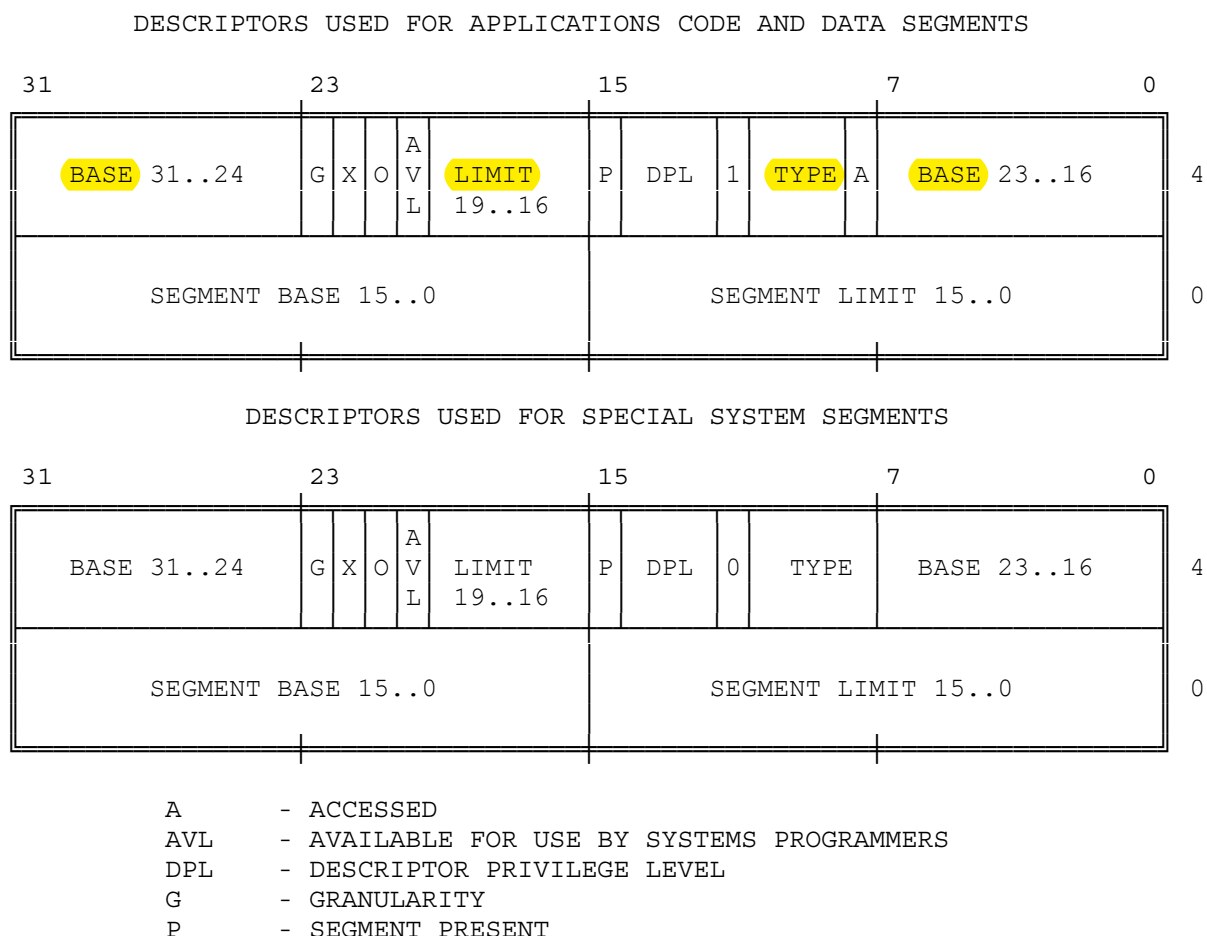 DESCRIPTORS USED FOR APPLICATIONS CODE AND DATA SEGMENTS
31 23 15 7 0
BASE 31..24 G X O AVL LIMIT 19..16 P DPL 1 TYPE A BASE 23..16 4
SEGMENT BASE 15..0 SEGMENT LIMIT 15..0 0
DESCRIPTORS USED FOR SPECIAL SYSTEM SEGMENTS
31 23 15 7 0
BASE 31..24 G X O AVL LIMIT 19..16 P DPL 0 TYPE BASE 23..16 4
SEGMENT BASE 15..0 SEGMENT LIMIT 15..0 0
A - ACCESSED
AVL - AVAILABLE FOR USE BY SYSTEMS PROGRAMMERS
DPL - DESCRIPTOR PRIVILEGE LEVEL
G - GRANULARITY
P - SEGMENT PRESENT